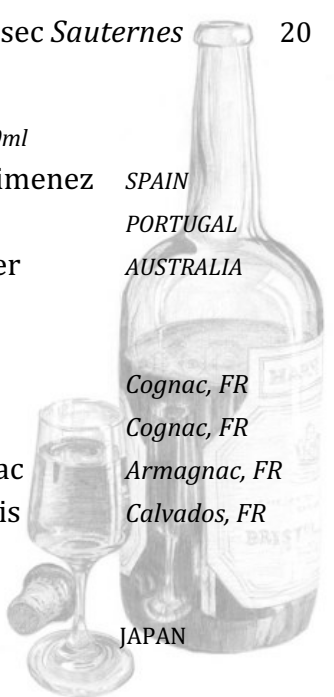 sec Sauternes 20
ml
imenez SPAIN
PORTUGAL
er AUSTRALIA
Cognac, FR
Cognac, FR
ac Armagnac, FR
is Calvados, FR
JAPAN